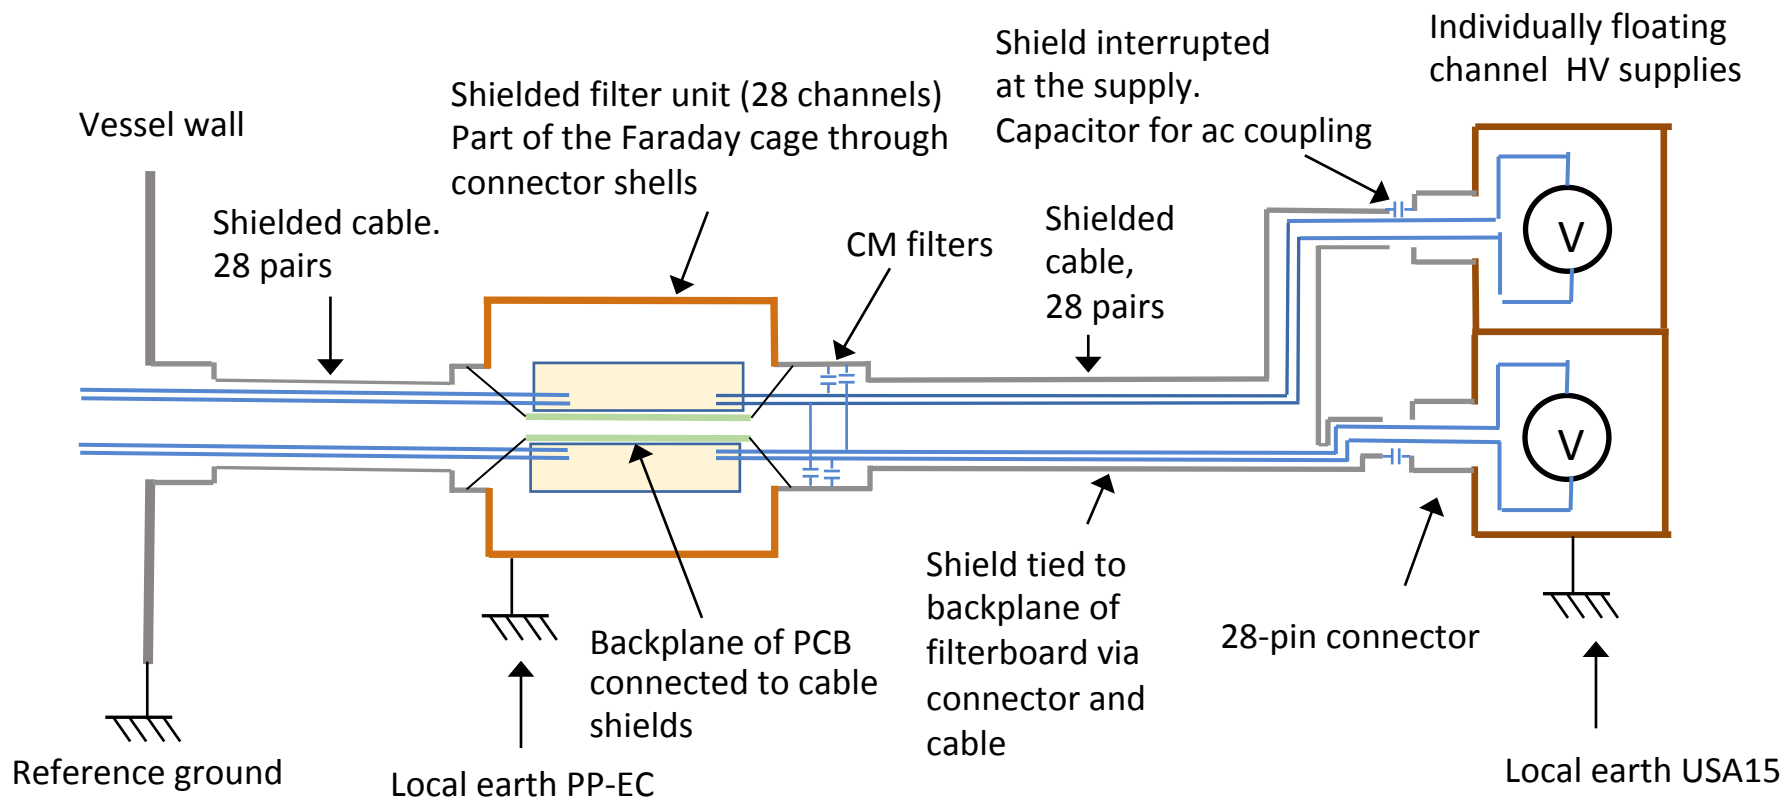 Individually floating
channel HV supplies
Shield interrupted
at the supply.
Capacitor for ac coupling
Shielded filter unit (28 channels)
Part of the Faraday cage through
connector shells
Vessel wall
Shielded cable.
28 pairs
CM filters
Shielded
cable,
28 pairs
V
V
Shield tied to
backplane of
filterboard via
connector and
cable
28-pin connector
Backplane of PCB
connected to cable
shields
Reference ground
Local earth PP-EC
Local earth USA15